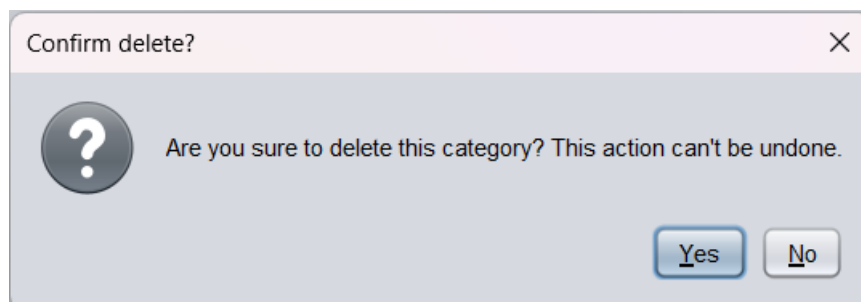 Confirm delete?
Are you sure to delete this category? This action can't be undone.
Yes No